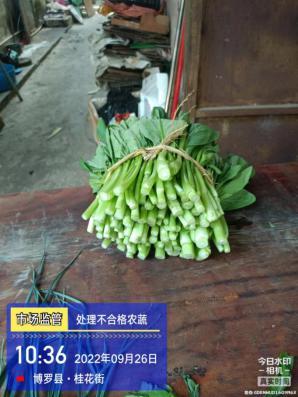 市场监管 处理不合格农蔬
10:36 2022年09月26日
博罗县·桂花街
今日水印
相机
真实时间